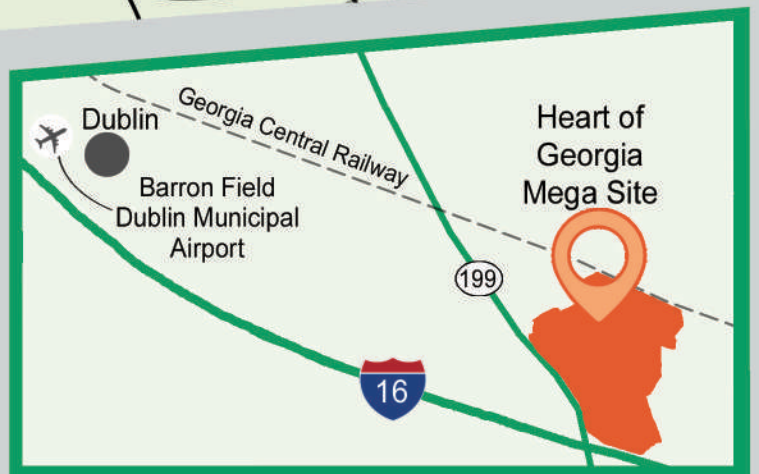 Dublin
Georgia Central Railway
Barron Field
Dublin Municipal
Airport
Heart of
Georgia
Mega Site
199
16